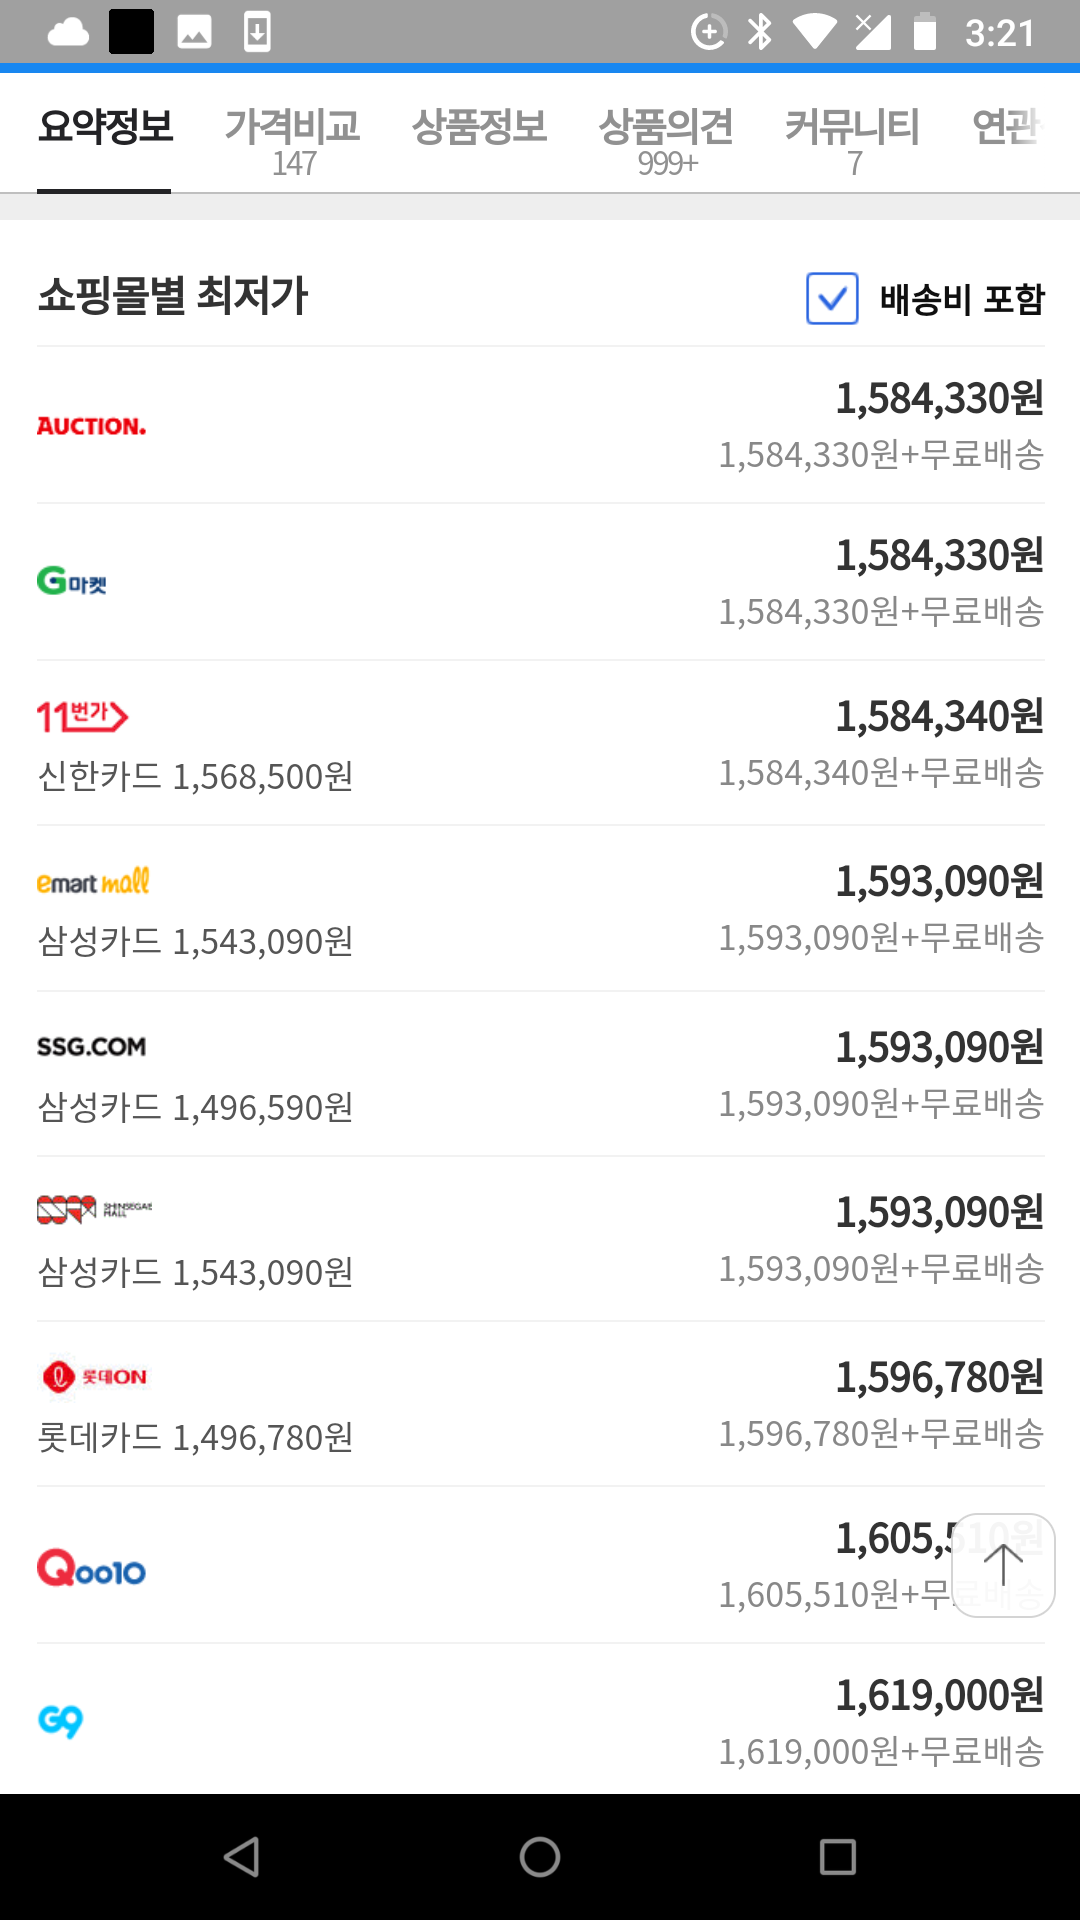 3:21
요약정보 가격비교 상품정보 상품의견 커뮤니티 연관
147 999+ 7
쇼핑몰별 최저가 배송비 포함
AUCTION. 1,584,330원
1,584,330원+무료배송
G마켓 1,584,330원
1,584,330원+무료배송
11번가 1,584,340원
신한카드 1,568,500원 1,584,340원+무료배송
emart mall 1,593,090원
삼성카드 1,543,090원 1,593,090원+무료배송
SSG.COM 1,593,090원
삼성카드 1,496,590원 1,593,090원+무료배송
SHINSEGAE MALL 1,593,090원
삼성카드 1,543,090원 1,593,090원+무료배송
롯데ON 1,596,780원
롯데카드 1,496,780원 1,596,780원+무료배송
Qoo10 1,605,510원
1,605,510원+무료배송
G9 1,619,000원
1,619,000원+무료배송